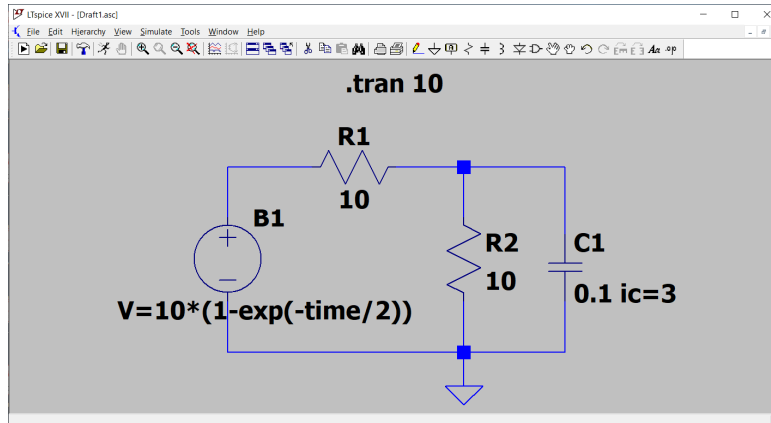 LTspice XVII - [Draft1.asc]
File Edit Hierarchy View Simulate Tools Window Help
Aa .op
.tran 10
R1
10
B1
V=10*(1-exp(-time/2))
R2
10
C1
0.1 ic=3